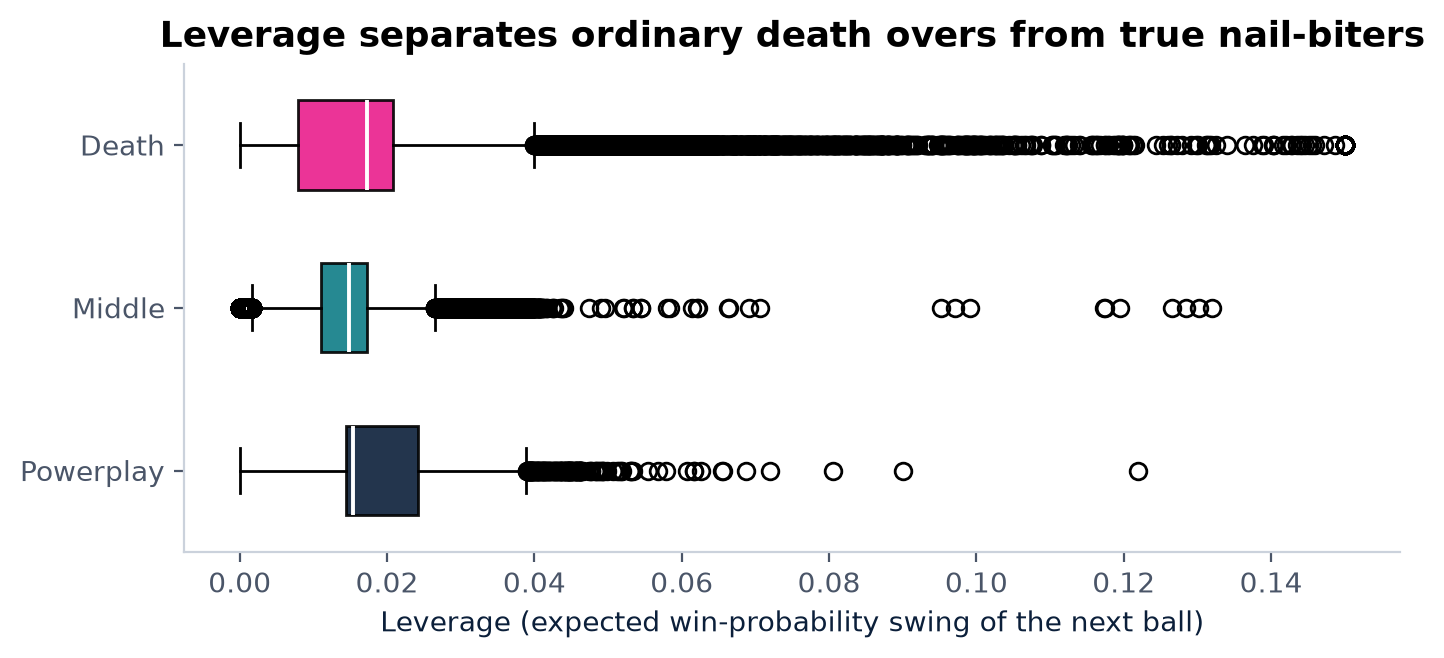 Leverage separates ordinary death overs from true nail-biters
Death
Middle
Powerplay
0.00 0.02 0.04 0.06 0.08 0.10 0.12 0.14
Leverage (expected win-probability swing of the next ball)